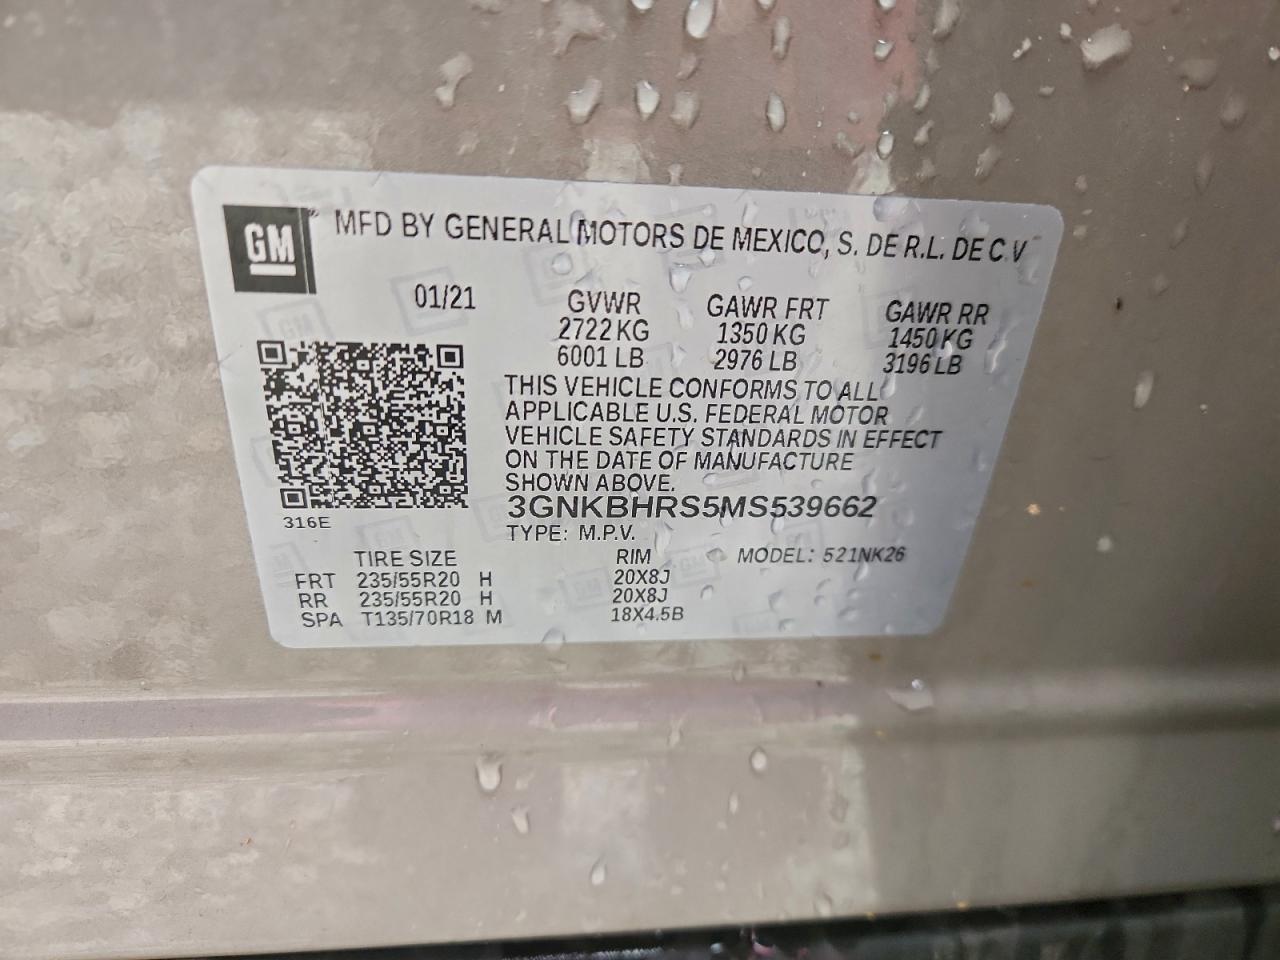 GM
MFD BY GENERAL MOTORS DE MEXICO, S. DE R.L. DE C V
01/21
GVWR GAWR FRT GAWR RR
2722 KG 1350 KG 1450 KG
6001 LB 2976 LB 3196 LB
THIS VEHICLE CONFORMS TO ALL
APPLICABLE U.S. FEDERAL MOTOR
VEHICLE SAFETY STANDARDS IN EFFECT
ON THE DATE OF MANUFACTURE
SHOWN ABOVE.
3GNKBHRS5MS539662
316E
TYPE: M.P.V.
TIRE SIZE RIM MODEL: 521NK26
FRT 235/55R20 H 20X8J
RR 235/55R20 H 20X8J
SPA T135/70R18 M 18X4.5B